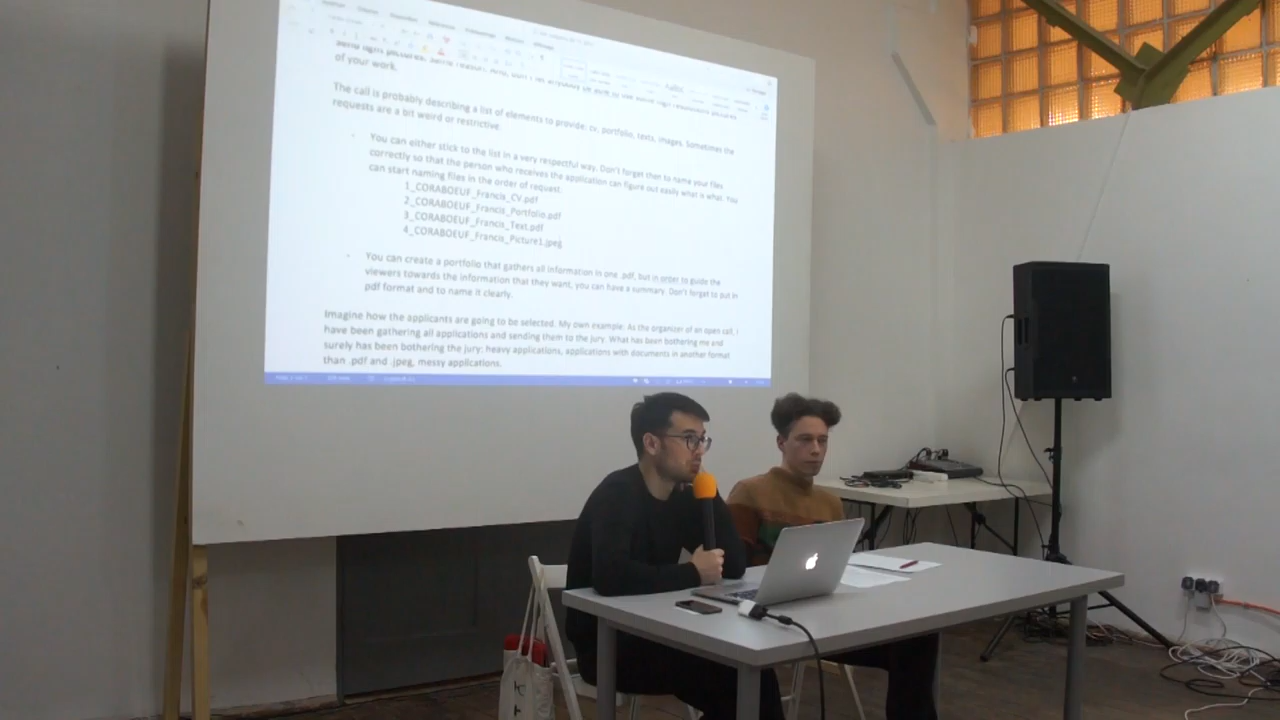 of your work.
The call is probably describing a list of elements to provide: cv, portfolio, texts, images. Sometimes the
requests are a bit weird or restrictive.
You can either stick to the list in a very respectful way. Don't forget then to name your files
correctly so that the person who receives the application can figure out easily what is what. You
can start naming files in the order of request.
1_CORABOEUF_Francis_CV.pdf
2_CORABOEUF_Francis_Portfolio.pdf
3_CORABOEUF_Francis_Text.pdf
4_CORABOEUF_Francis_Picture1.jpeg
You can create a portfolio that gathers all information in one .pdf, but in order to guide the
viewers towards the information that they want, you can have a summary. Don't forget to put in
pdf format and to name it clearly.
Imagine how the applicants are going to be selected. My own example: As the organizer of an open call, I
have been gathering all applications and sending them to the jury. What has been bothering me and
surely has been bothering the jury: heavy applications, applications with documents in another format
than .pdf and .jpeg, messy applications.